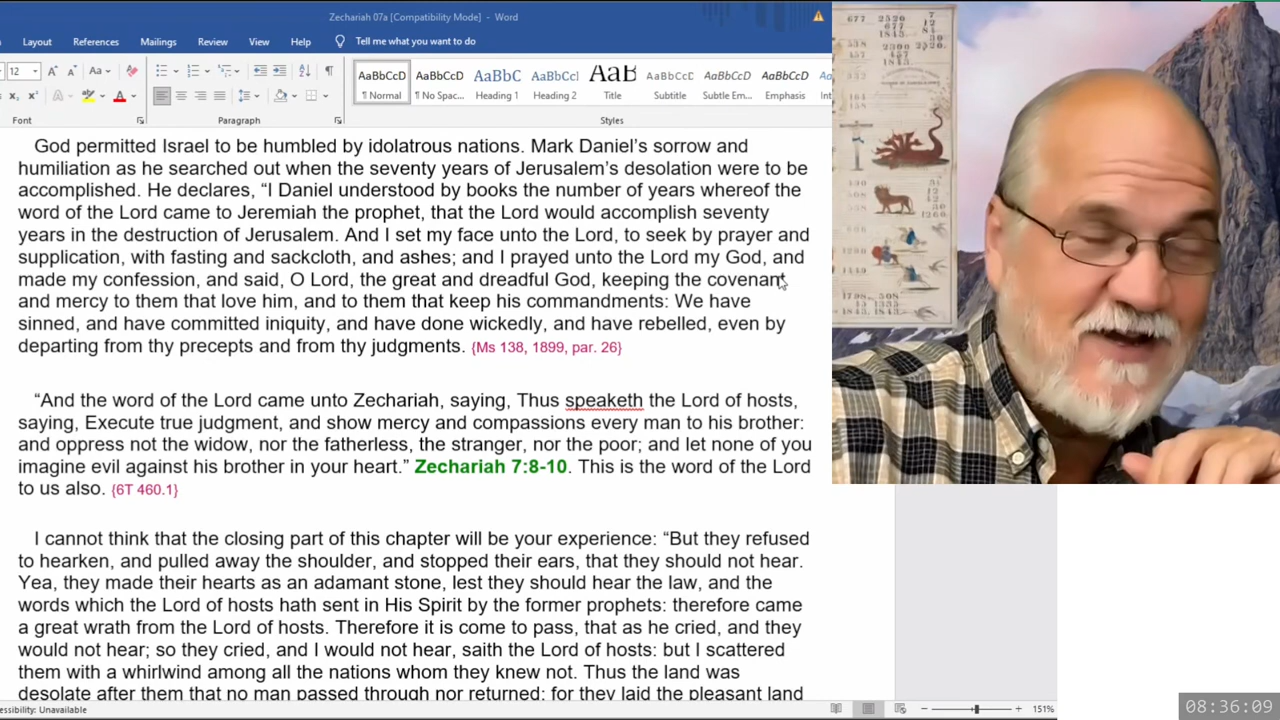 Zechariah 07a [Compatibility Mode] - Word
Layout References Mailings Review View Help Tell me what you want to do
12 Aa
AaBbCcD AaBbCcD AaBbC AaBbCcI AaB AaBbCcD AaBbCcD AaBbCcD
¶ Normal ¶ No Spac... Heading 1 Heading 2 Title Subtitle Subtle Em... Emphasis
Font Paragraph Styles
God permitted Israel to be humbled by idolatrous nations. Mark Daniel’s sorrow and
humiliation as he searched out when the seventy years of Jerusalem’s desolation were to be
accomplished. He declares, “I Daniel understood by books the number of years whereof the
word of the Lord came to Jeremiah the prophet, that the Lord would accomplish seventy
years in the destruction of Jerusalem. And I set my face unto the Lord, to seek by prayer and
supplication, with fasting and sackcloth, and ashes; and I prayed unto the Lord my God, and
made my confession, and said, O Lord, the great and dreadful God, keeping the covenant
and mercy to them that love him, and to them that keep his commandments: We have
sinned, and have committed iniquity, and have done wickedly, and have rebelled, even by
departing from thy precepts and from thy judgments. {Ms 138, 1899, par. 26}
“And the word of the Lord came unto Zechariah, saying, Thus speaketh the Lord of hosts,
saying, Execute true judgment, and show mercy and compassions every man to his brother:
and oppress not the widow, nor the fatherless, the stranger, nor the poor; and let none of you
imagine evil against his brother in your heart.” Zechariah 7:8-10. This is the word of the Lord
to us also. {6T 460.1}
I cannot think that the closing part of this chapter will be your experience: “But they refused
to hearken, and pulled away the shoulder, and stopped their ears, that they should not hear.
Yea, they made their hearts as an adamant stone, lest they should hear the law, and the
words which the Lord of hosts hath sent in His Spirit by the former prophets: therefore came
a great wrath from the Lord of hosts. Therefore it is come to pass, that as he cried, and they
would not hear; so they cried, and I would not hear, saith the Lord of hosts: but I scattered
them with a whirlwind among all the nations whom they knew not. Thus the land was
desolate after them that no man passed through nor returned: for they laid the pleasant land
ssibility: Unavailable
151%
677 2520
677
1843
2300
457
1843
2520
08:36:09